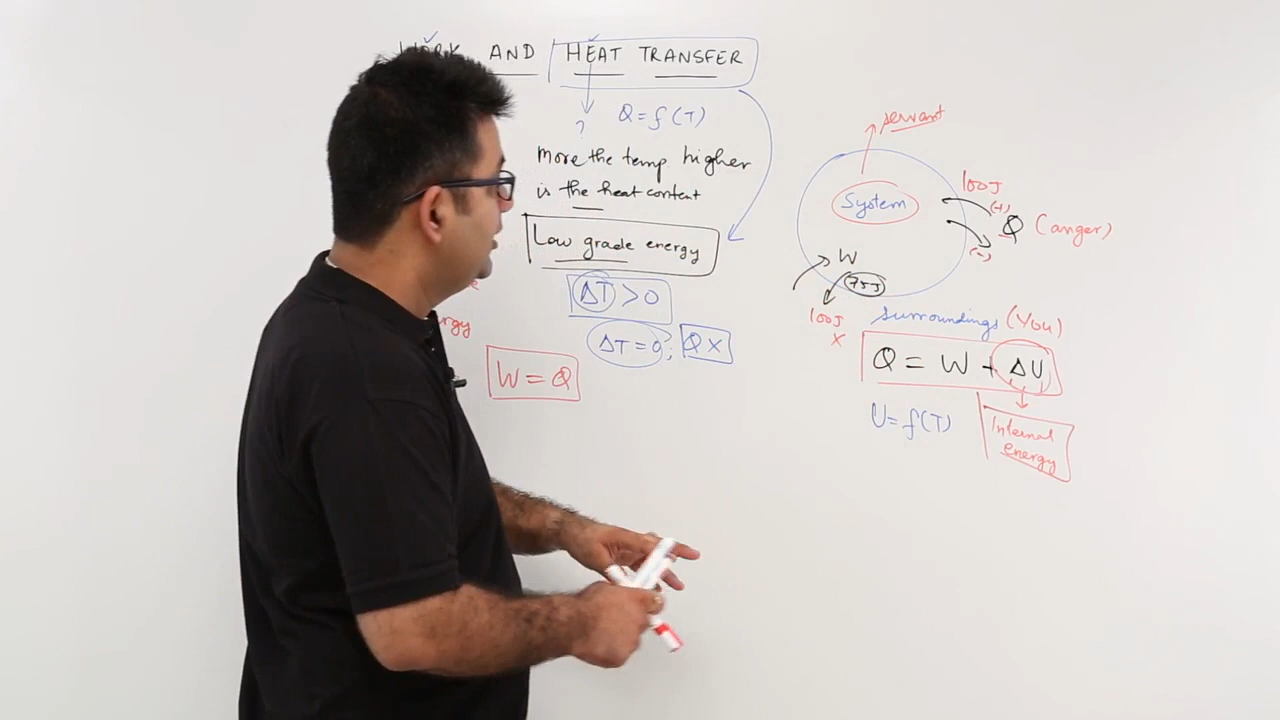 WORK AND HEAT TRANSFER
?
Q = f(T)
More the temp higher
is the heat content
Low grade energy
ΔT > 0
ΔT = 0; Q X
W = Q
servant
System
100J
(+)
Q (anger)
(-)
W
75J
100J
X
surroundings (You)
Q = W + ΔU
U = f(T)
Internal
energy